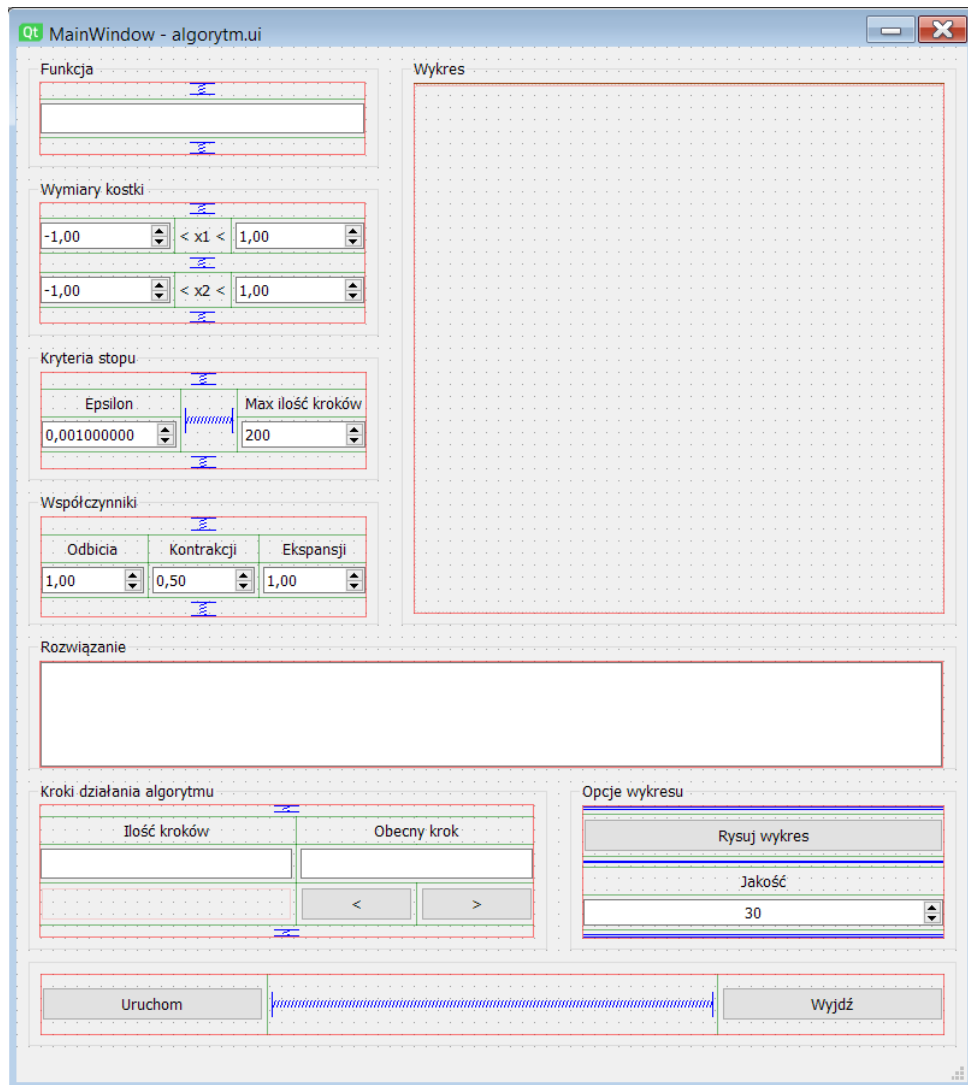 Qt MainWindow - algorytm.ui
Funkcja
Wykres
Wymiary kostki
-1,00 < x1 < 1,00
-1,00 < x2 < 1,00
Kryteria stopu
Epsilon Max ilość kroków
0,001000000 200
Współczynniki
Odbicia Kontrakcji Ekspansji
1,00 0,50 1,00
Rozwiązanie
Kroki działania algorytmu
Opcje wykresu
Ilość kroków Obecny krok
Rysuj wykres
Jakość
< >
30
Uruchom Wyjdź